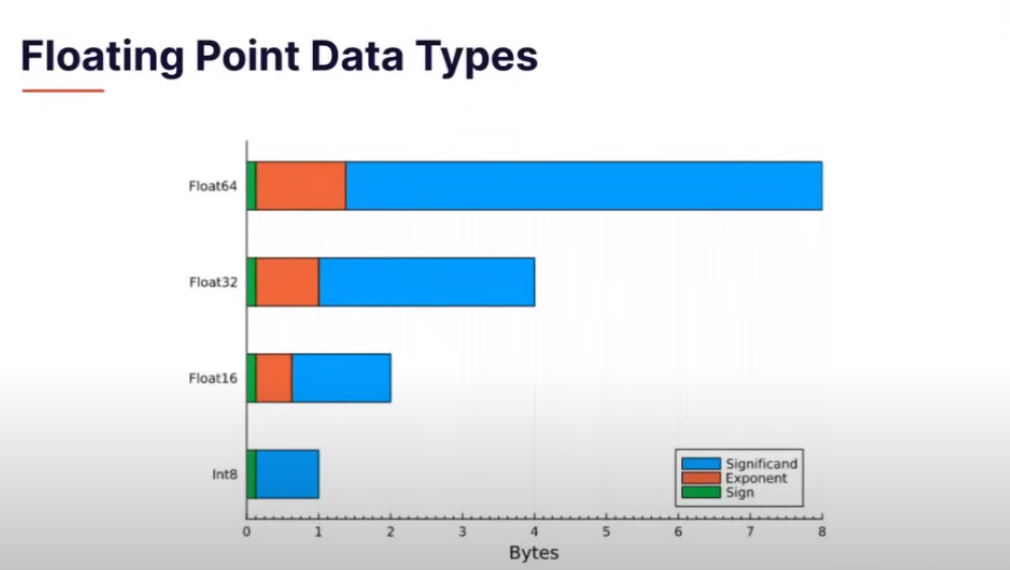 Floating Point Data Types
Float64
Float32
Float16
Int8
Significand
Exponent
Sign
0 1 2 3 4 5 6 7 8
Bytes